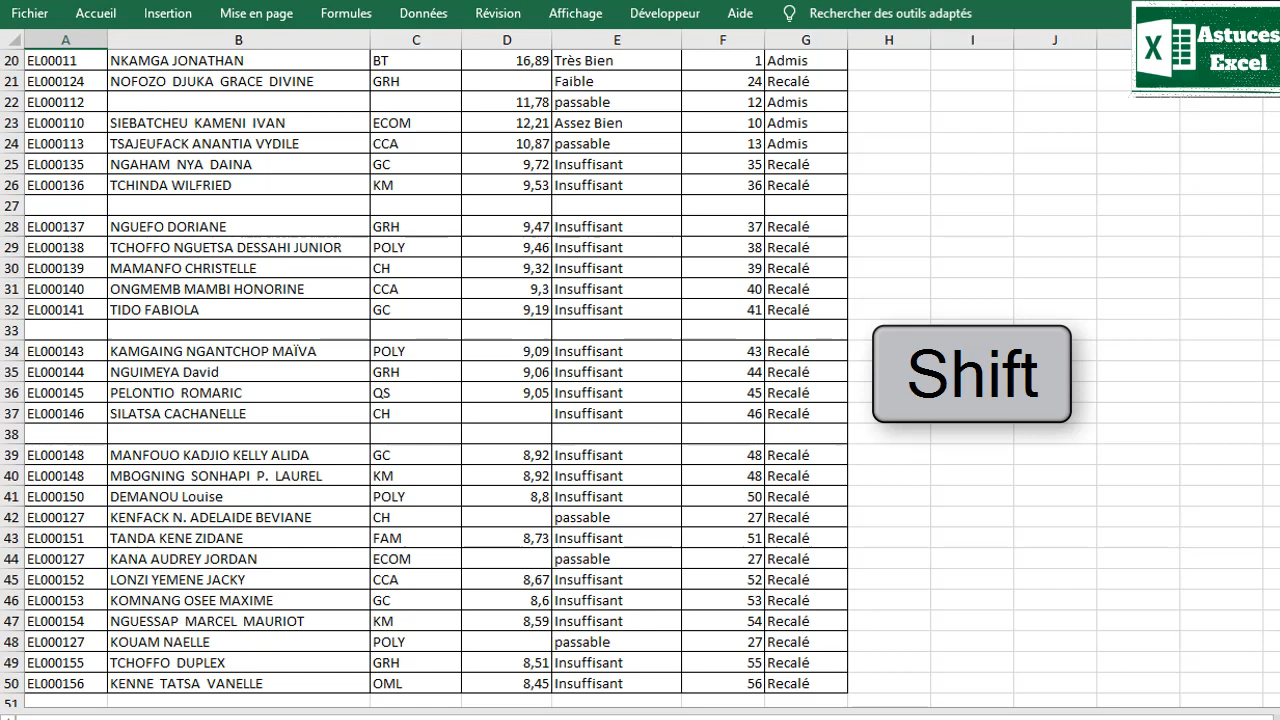 Fichier Accueil Insertion Mise en page Formules Données Révision Affichage Développeur Aide Rechercher des outils adaptés
Astuces
Excel
A B C D E F G H I J
20 EL00011 NKAMGA JONATHAN BT 16,89 Très Bien 1 Admis
21 EL000124 NOFOZO DJUKA GRACE DIVINE GRH Faible 24 Recalé
22 EL000112 11,78 passable 12 Admis
23 EL000110 SIEBATCHEU KAMENI IVAN ECOM 12,21 Assez Bien 10 Admis
24 EL000113 TSAJEUFACK ANANTIA VYDILE CCA 10,87 passable 13 Admis
25 EL000135 NGAHAM NYA DAINA GC 9,72 Insuffisant 35 Recalé
26 EL000136 TCHINDA WILFRIED KM 9,53 Insuffisant 36 Recalé
27
28 EL000137 NGUEFO DORIANE GRH 9,47 Insuffisant 37 Recalé
29 EL000138 TCHOFFO NGUETSA DESSAHI JUNIOR POLY 9,46 Insuffisant 38 Recalé
30 EL000139 MAMANFO CHRISTELLE CH 9,32 Insuffisant 39 Recalé
31 EL000140 ONGMEMB MAMBI HONORINE CCA 9,3 Insuffisant 40 Recalé
32 EL000141 TIDO FABIOLA GC 9,19 Insuffisant 41 Recalé
33
34 EL000143 KAMGAING NGANTCHOP MAÏVA POLY 9,09 Insuffisant 43 Recalé
35 EL000144 NGUIMEYA David GRH 9,06 Insuffisant 44 Recalé
Shift
36 EL000145 PELONTIO ROMARIC QS 9,05 Insuffisant 45 Recalé
37 EL000146 SILATSA CACHANELLE CH Insuffisant 46 Recalé
38
39 EL000148 MANFOUO KADJIO KELLY ALIDA GC 8,92 Insuffisant 48 Recalé
40 EL000148 MBOGNING SONHAPI P. LAUREL KM 8,92 Insuffisant 48 Recalé
41 EL000150 DEMANOU Louise POLY 8,8 Insuffisant 50 Recalé
42 EL000127 KENFACK N. ADELAIDE BEVIANE CH passable 27 Recalé
43 EL000151 TANDA KENE ZIDANE FAM 8,73 Insuffisant 51 Recalé
44 EL000127 KANA AUDREY JORDAN ECOM passable 27 Recalé
45 EL000152 LONZI YEMENE JACKY CCA 8,67 Insuffisant 52 Recalé
46 EL000153 KOMNANG OSEE MAXIME GC 8,6 Insuffisant 53 Recalé
47 EL000154 NGUESSAP MARCEL MAURIOT KM 8,59 Insuffisant 54 Recalé
48 EL000127 KOUAM NAELLE POLY passable 27 Recalé
49 EL000155 TCHOFFO DUPLEX GRH 8,51 Insuffisant 55 Recalé
50 EL000156 KENNE TATSA VANELLE OML 8,45 Insuffisant 56 Recalé
51